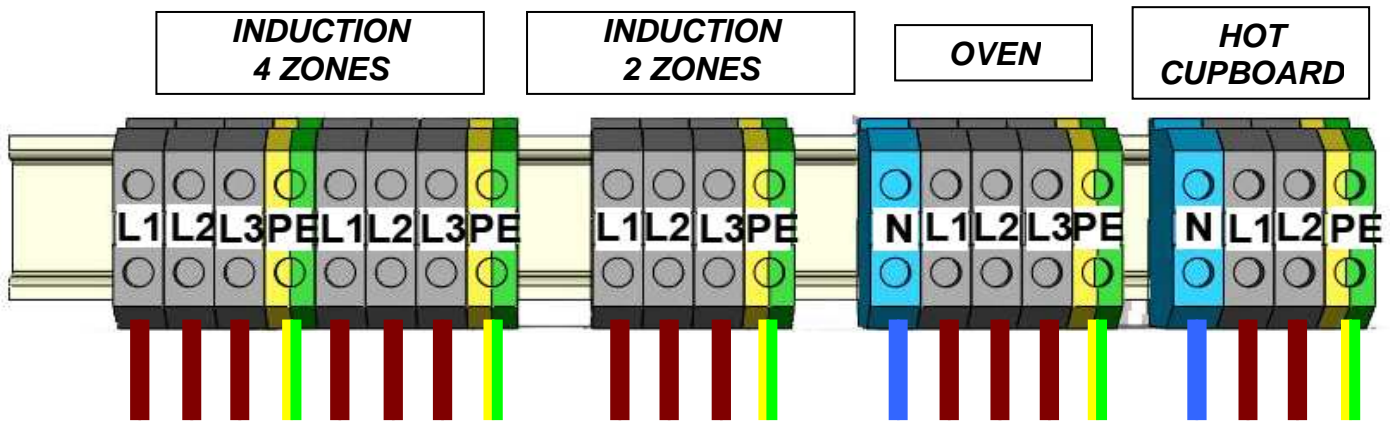 INDUCTION
4 ZONES
INDUCTION
2 ZONES
OVEN
HOT
CUPBOARD
L1 L2 L3 PE L1 L2 L3 PE
L1 L2 L3 PE
N L1 L2 L3 PE
N L1 L2 PE